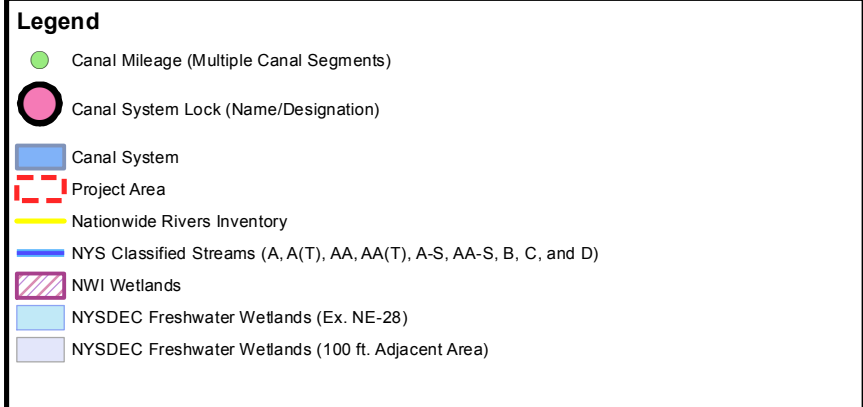 Legend
Canal Mileage (Multiple Canal Segments)
Canal System Lock (Name/Designation)
Canal System
Project Area
Nationwide Rivers Inventory
NYS Classified Streams (A, A(T), AA, AA(T), A-S, AA-S, B, C, and D)
NWI Wetlands
NYSDEC Freshwater Wetlands (Ex. NE-28)
NYSDEC Freshwater Wetlands (100 ft. Adjacent Area)